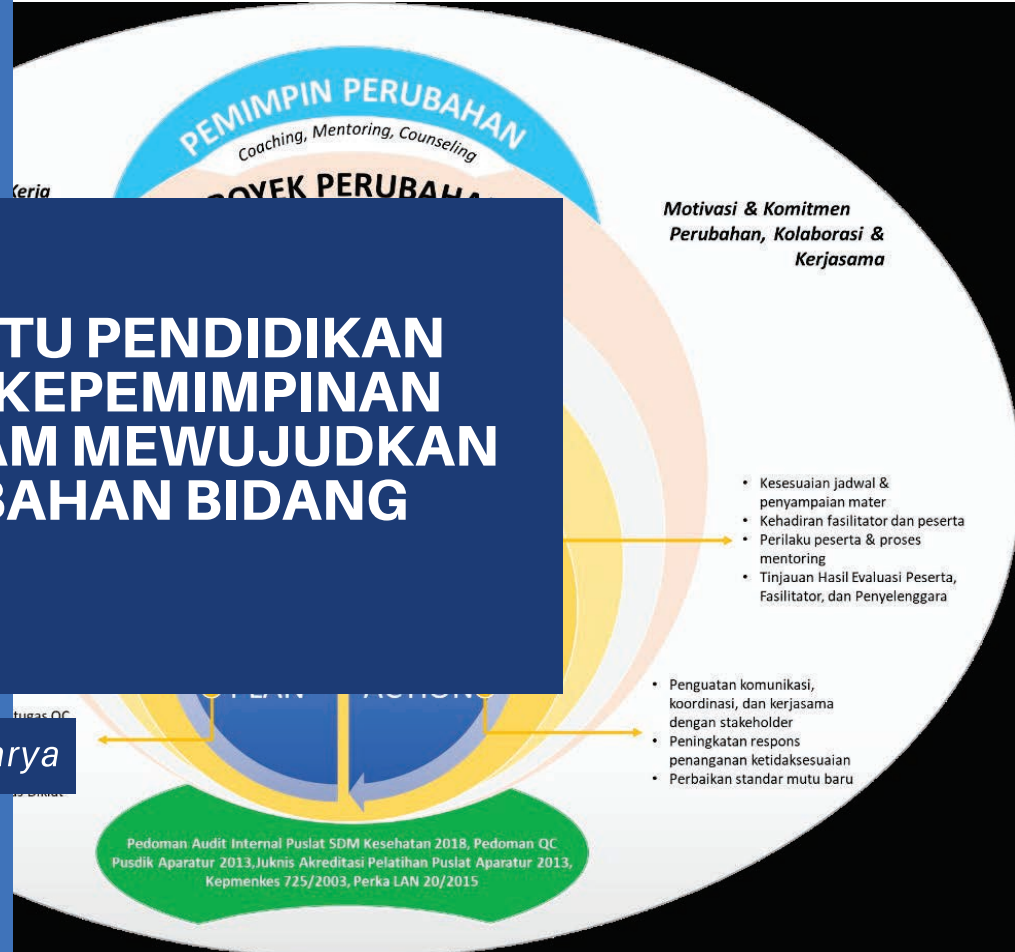 PEMIMPIN PERUBAHAN
Coaching, Mentoring, Counseling
Kerja
Motivasi & Komitmen
Perubahan, Kolaborasi &
Kerjasama
TU PENDIDIKAN
KEPEMIMPINAN
AM MEWUJUDKAN
BAHAN BIDANG
• Kesesuaian jadwal &
penyampaian mater
• Kehadiran fasilitator dan peserta
• Perilaku peserta & proses
mentoring
• Tinjauan Hasil Evaluasi Peserta,
Fasilitator, dan Penyelenggara
PLAN
ACTION
• Penguatan komunikasi,
koordinasi, dan kerjasama
dengan stakeholder
• Peningkatan respons
penanganan ketidaksesuaian
• Perbaikan standar mutu baru
tugas QC
arya
Pedoman Audit Internal Puslat SDM Kesehatan 2018, Pedoman QC
Pusdik Aparatur 2013,Juknis Akreditasi Pelatihan Puslat Aparatur 2013,
Kepmenkes 725/2003, Perka LAN 20/2015